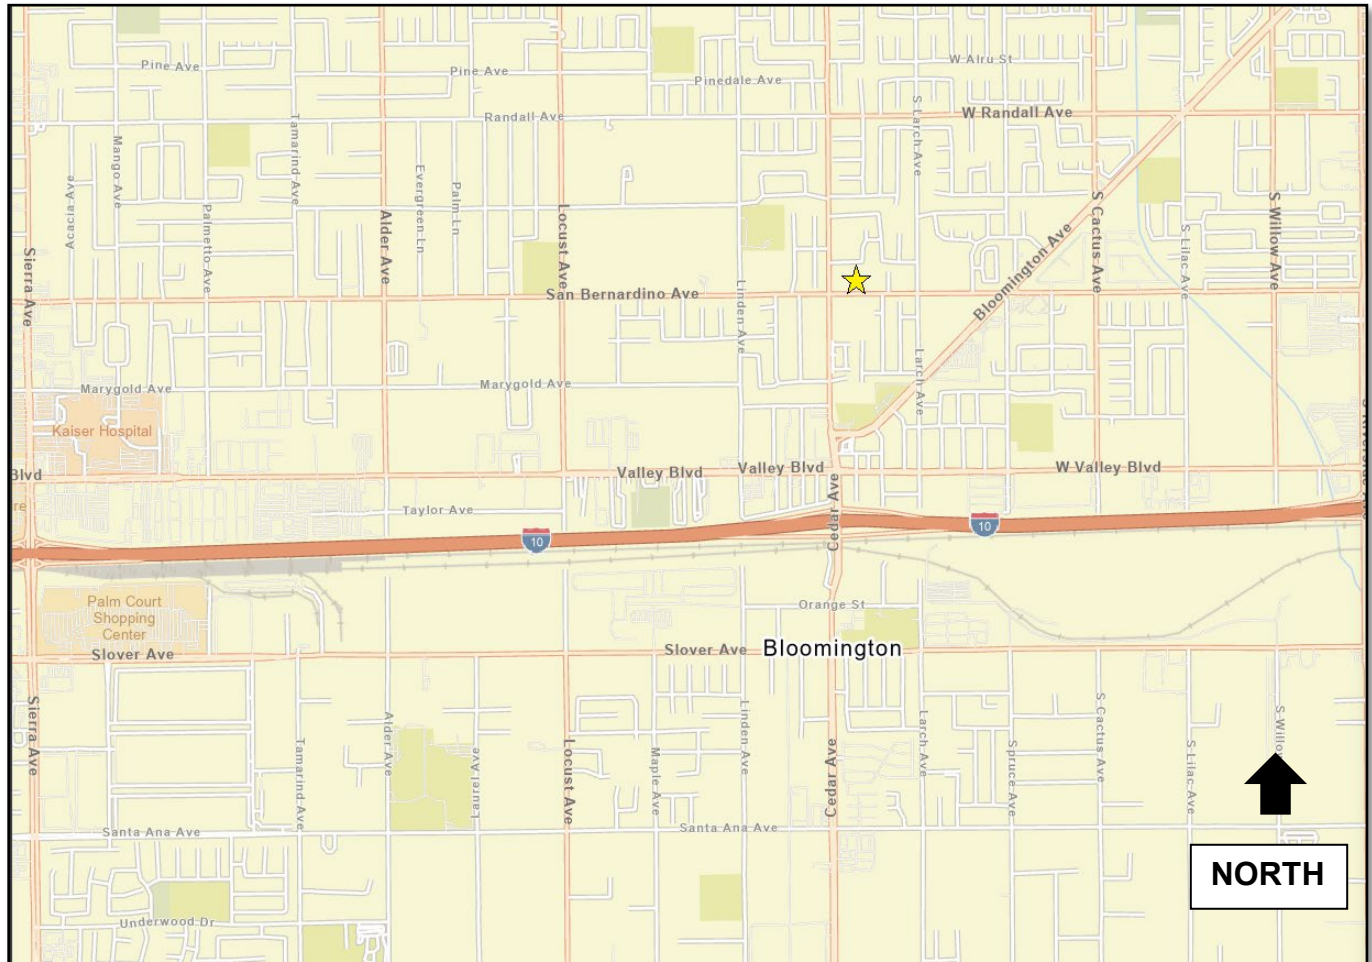 Pine Ave
Pine Ave
Pinedale Ave
W Alru St
Randall Ave
W Randall Ave
Mango Ave
Tamarind Ave
S Larch Ave
Acacia Ave
Palmetto Ave
Evergreen Ln
Palm Ln
Alder Ave
Locust Ave
S Cactus Ave
S Willow Ave
S Lilac Ave
Bloomington Ave
Sierra Ave
San Bernardino Ave
Linden Ave
Larch Ave
Marygold Ave
Marygold Ave
Kaiser Hospital
Blvd
Valley Blvd
Valley Blvd
W Valley Blvd
re
Taylor Ave
Cedar Ave
10
10
Palm Court
Shopping
Center
Orange St
Slover Ave
Slover Ave
Bloomington
Sierra Ave
Tamarind Ave
Alder Ave
Laurel Ave
Locust Ave
Maple Ave
Linden Ave
Cedar Ave
Larch Ave
Spruce Ave
S Cactus Ave
S Lilac Ave
S Willo
Santa Ana Ave
Santa Ana Ave
NORTH
Underwood Dr